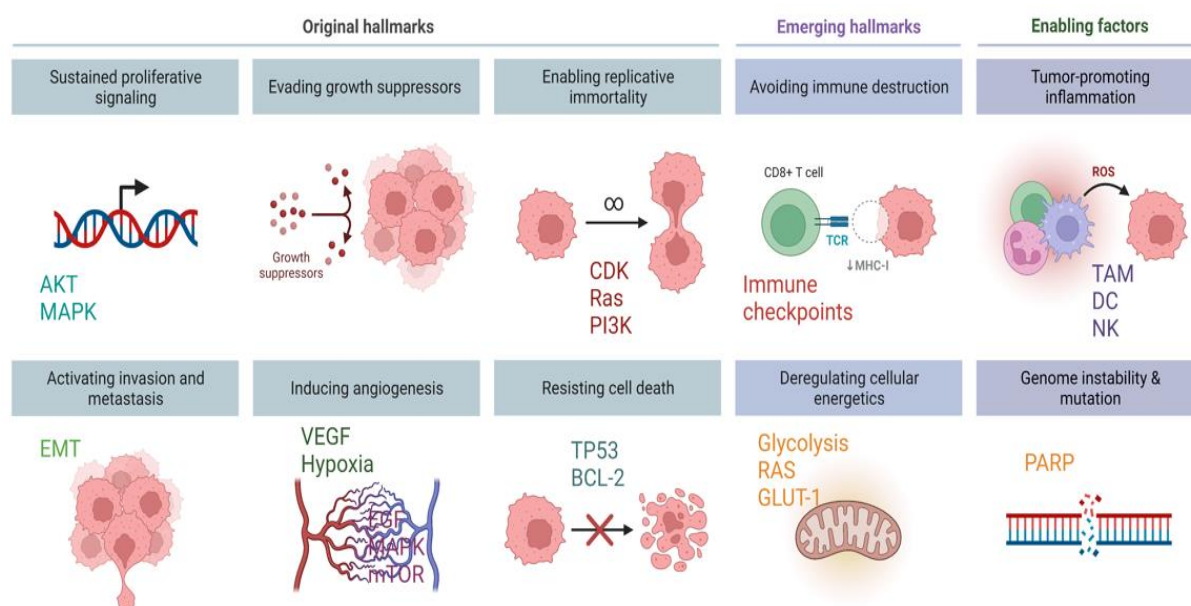 Original hallmarks
Emerging hallmarks
Enabling factors
Sustained proliferative
signaling
Evading growth suppressors
Enabling replicative
immortality
Avoiding immune destruction
Tumor-promoting
inflammation
AKT
MAPK
Growth
suppressors
∞
CDK
Ras
PI3K
CD8+ T cell
TCR
↓MHC-I
Immune
checkpoints
ROS
TAM
DC
NK
Activating invasion and
metastasis
Inducing angiogenesis
Resisting cell death
Deregulating cellular
energetics
Genome instability &
mutation
EMT
VEGF
Hypoxia
FGF
MAPK
mTOR
TP53
BCL-2
Glycolysis
RAS
GLUT-1
PARP